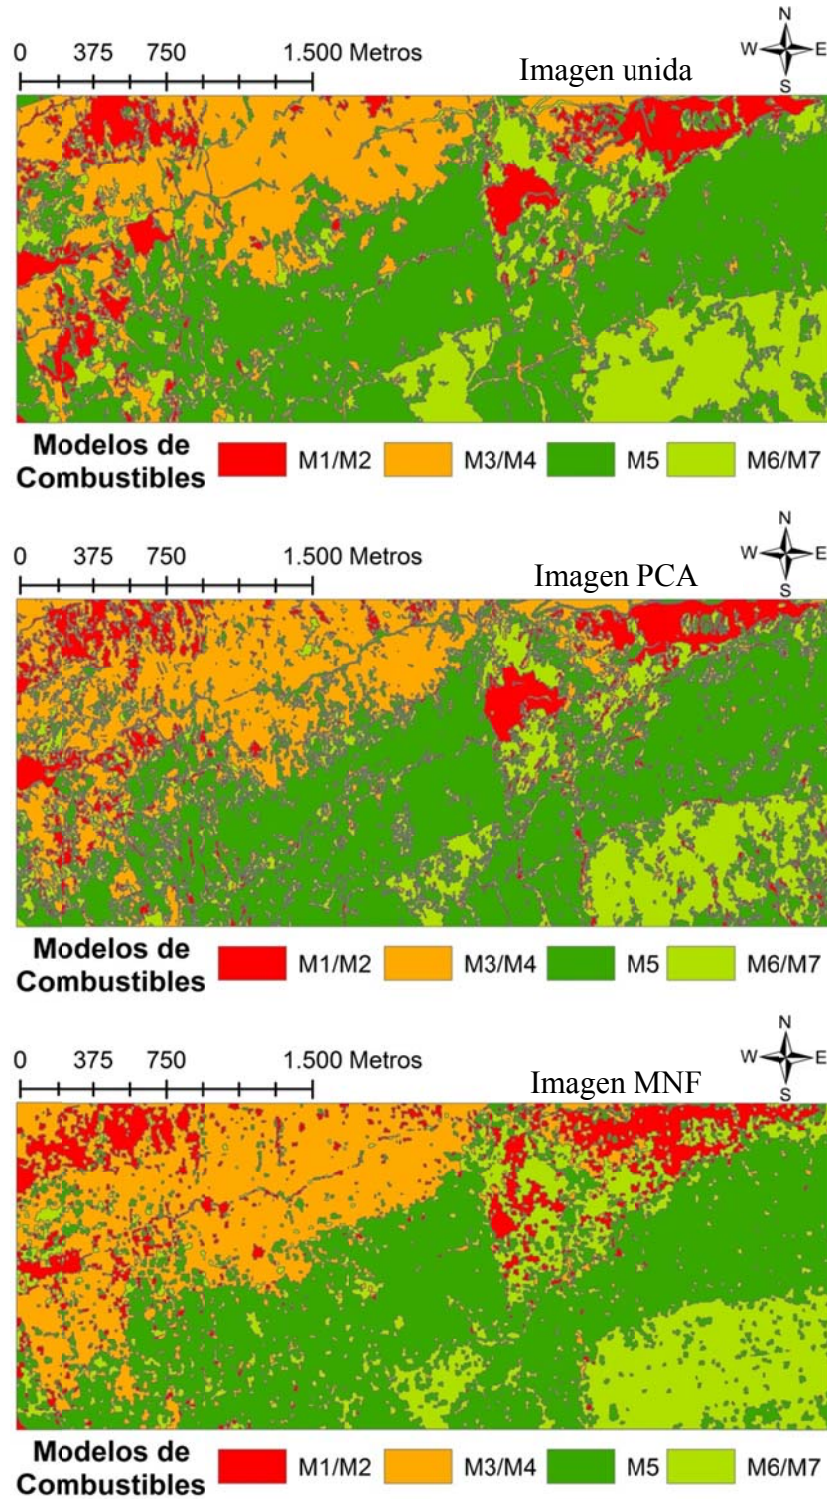 0 375 750 1.500 Metros
Imagen unida
N
W E
S
Modelos de
Combustibles
M1/M2 M3/M4 M5 M6/M7
0 375 750 1.500 Metros
Imagen PCA
N
W E
S
Modelos de
Combustibles
M1/M2 M3/M4 M5 M6/M7
0 375 750 1.500 Metros
Imagen MNF
N
W E
S
Modelos de
Combustibles
M1/M2 M3/M4 M5 M6/M7